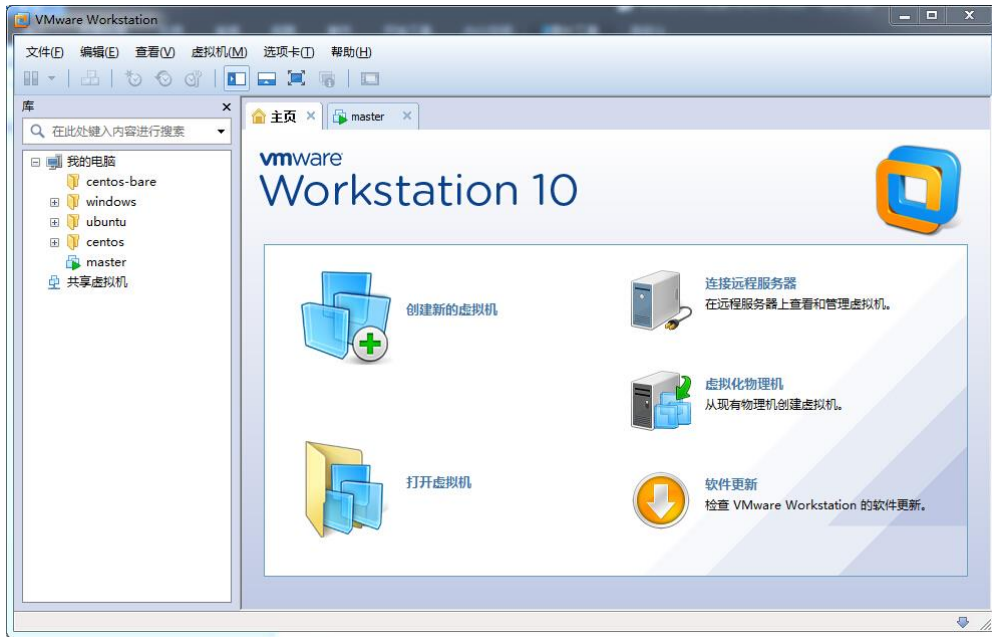 VMware Workstation
文件(F) 编辑(E) 查看(V) 虚拟机(M) 选项卡(T) 帮助(H)
库
在此处键入内容进行搜索
我的电脑
centos-bare
windows
ubuntu
centos
master
共享虚拟机
主页 master
vmware
Workstation 10
创建新的虚拟机
打开虚拟机
连接远程服务器
在远程服务器上查看和管理虚拟机。
虚拟化物理机
从现有物理机创建虚拟机。
软件更新
检查 VMware Workstation 的软件更新。